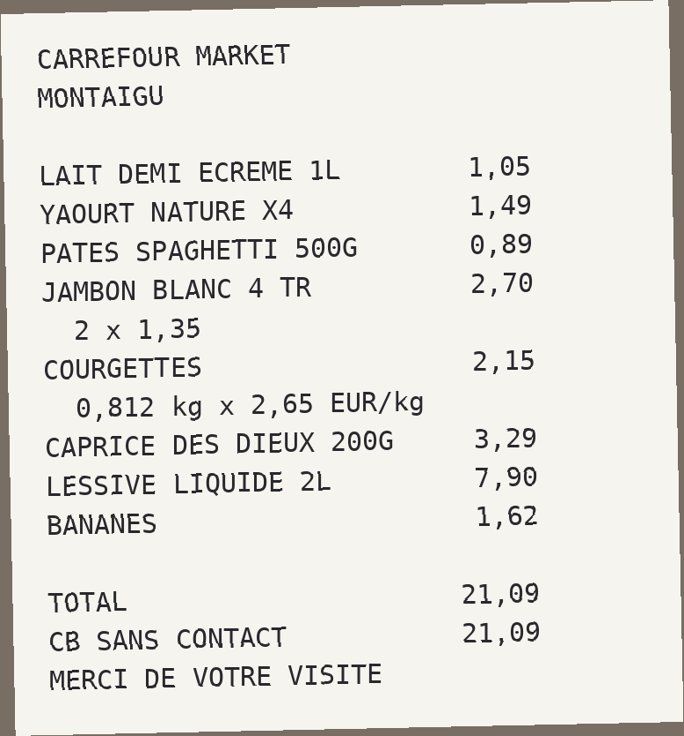 CARREFOUR MARKET
MONTAIGU
LAIT DEMI ECREME 1L 1,05
YAOURT NATURE X4 1,49
PATES SPAGHETTI 500G 0,89
JAMBON BLANC 4 TR 2,70
2 x 1,35
COURGETTES 2,15
0,812 kg x 2,65 EUR/kg
CAPRICE DES DIEUX 200G 3,29
LESSIVE LIQUIDE 2L 7,90
BANANES 1,62
TOTAL 21,09
CB SANS CONTACT 21,09
MERCI DE VOTRE VISITE